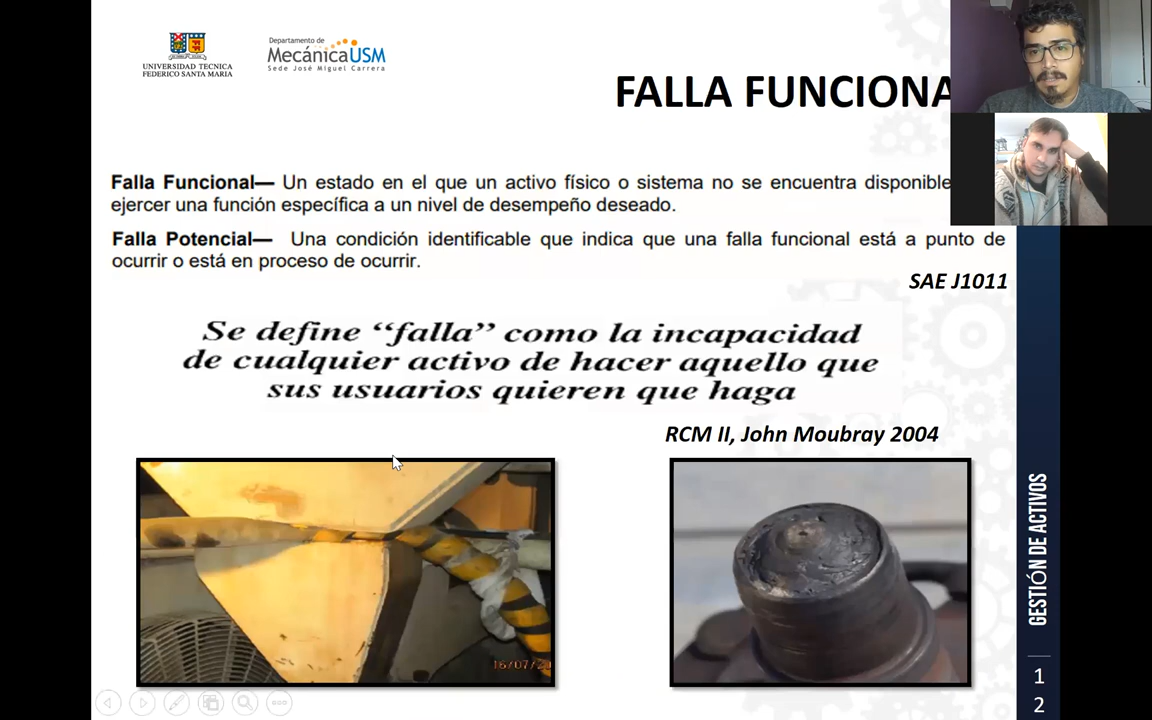 UNIVERSIDAD TECNICA
FEDERICO SANTA MARIA
Departamento de
MecánicaUSM
Sede José Miguel Carrera
FALLA FUNCIONA
Falla Funcional— Un estado en el que un activo físico o sistema no se encuentra disponible
ejercer una función específica a un nivel de desempeño deseado.
Falla Potencial— Una condición identificable que indica que una falla funcional está a punto de
ocurrir o está en proceso de ocurrir.
SAE J1011
Se define “falla” como la incapacidad
de cualquier activo de hacer aquello que
sus usuarios quieren que haga
RCM II, John Moubray 2004
16/07/20
GESTIÓN DE ACTIVOS
1
2